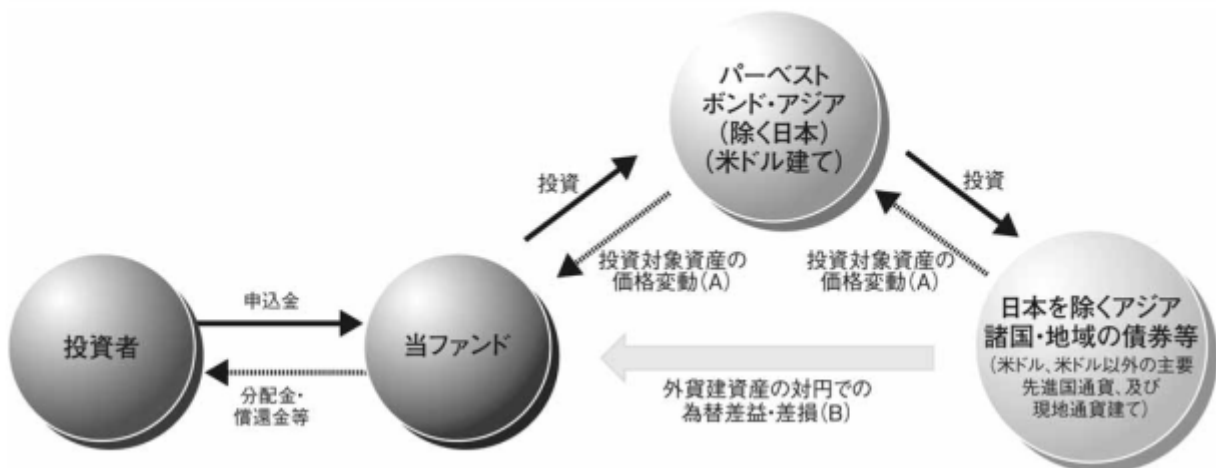 パーベスト
ボンド・アジア
(除く日本)
(米ドル建て)
投資
投資
投資対象資産の
価格変動(A)
投資対象資産の
価格変動(A)
申込金
投資者
当ファンド
分配金・
償還金等
日本を除くアジア
諸国・地域の債券等
(米ドル、米ドル以外の主要
先進国通貨、及び
現地通貨建て)
外貨建資産の対円での
為替差益・差損(B)